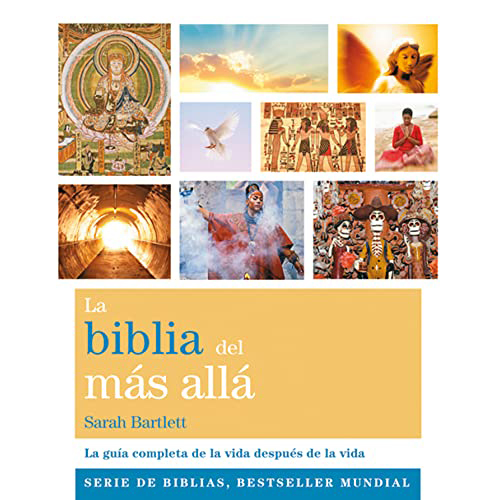 La
biblia del
más allá
Sarah Bartlett
La guía completa de la vida después de la vida
SERIE DE BIBLIAS, BESTSELLER MUNDIAL